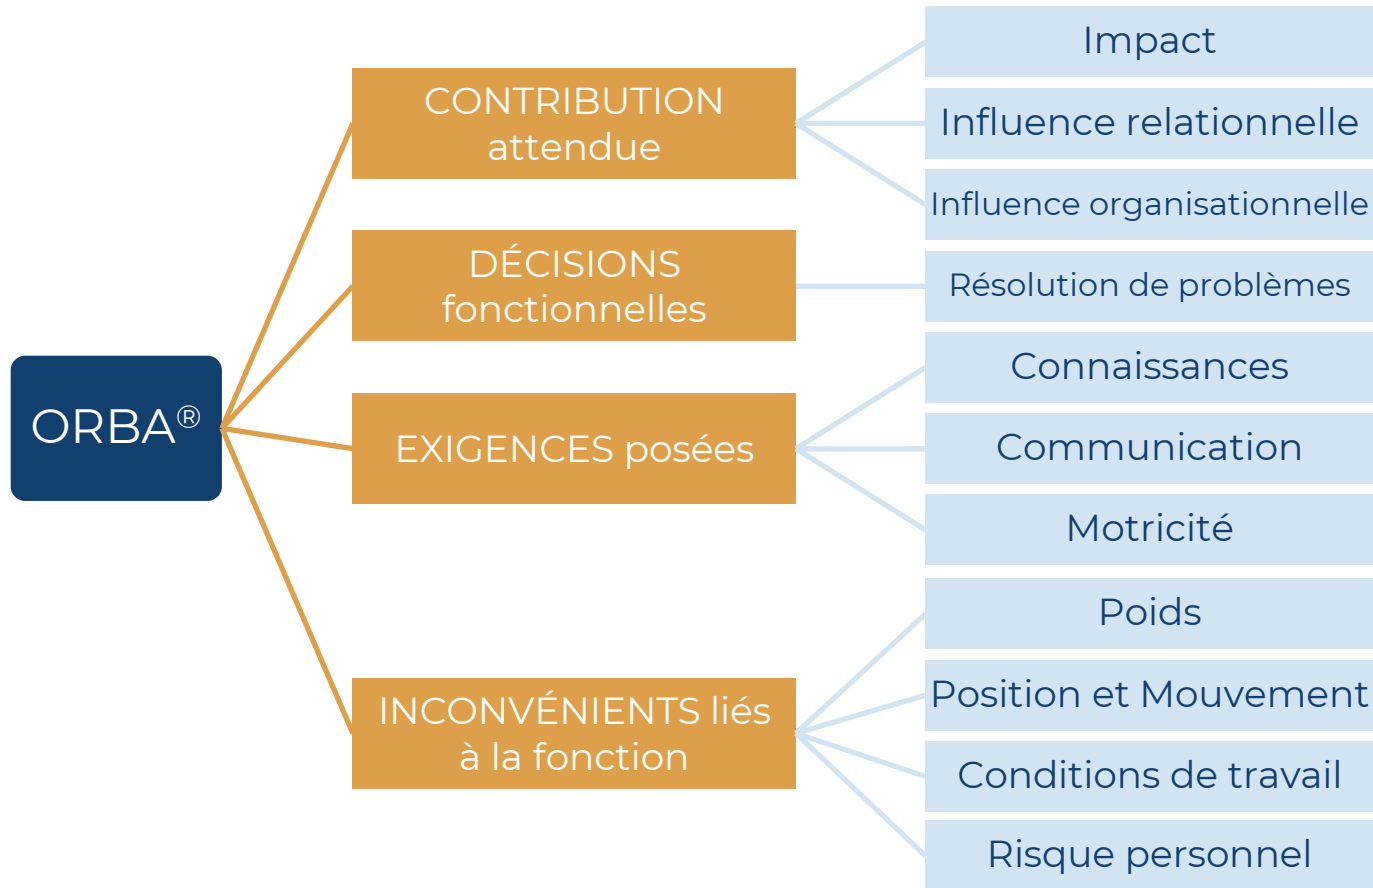 ORBA®
CONTRIBUTION
attendue
Impact
Influence relationnelle
Influence organisationnelle
DÉCISIONS
fonctionnelles
Résolution de problèmes
EXIGENCES posées
Connaissances
Communication
Motricité
INCONVÉNIENTS liés
à la fonction
Poids
Position et Mouvement
Conditions de travail
Risque personnel